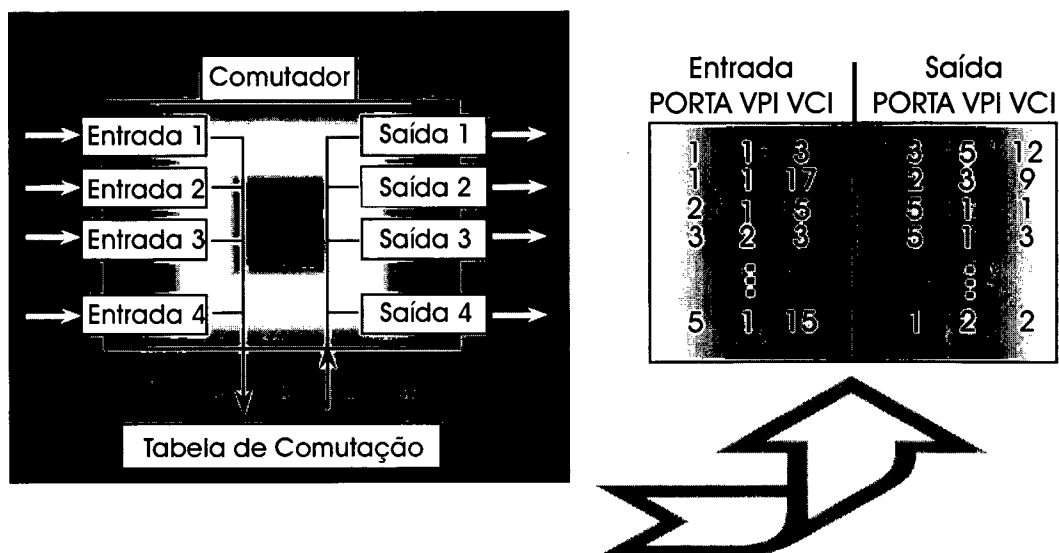 Comutador
Entrada 1
Entrada 2
Entrada 3
Entrada 4
Saída 1
Saída 2
Saída 3
Saída 4
Tabela de Comutação
Entrada Saída
PORTA VPI VCI PORTA VPI VCI
1 1 3 3 5 12
1 1 17 2 3 9
2 1 5 5 1 1
3 2 3 5 1 3
5 1 15 1 2 2